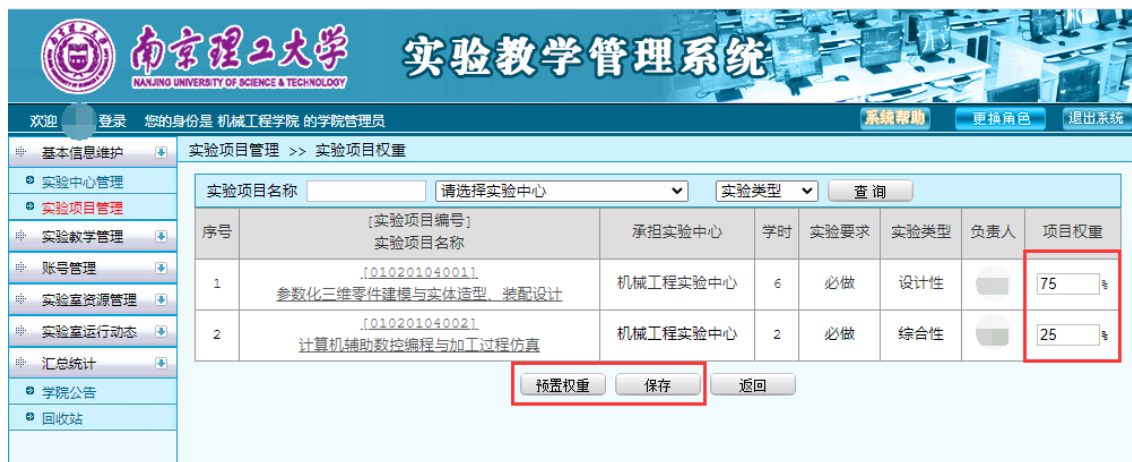 南京理工大学
NANJING UNIVERSITY OF SCIENCE & TECHNOLOGY
实验教学管理系统
欢迎 登录 您的身份是 机械工程学院 的学院管理员
系统帮助 更换角色 退出系统
基本信息维护
实验中心管理
实验项目管理
实验教学管理
账号管理
实验室资源管理
实验室运行动态
汇总统计
学院公告
回收站
实验项目管理 >> 实验项目权重
实验项目名称 请选择实验中心 实验类型 查 询
序号 [实验项目编号] 实验项目名称 承担实验中心 学时 实验要求 实验类型 负责人 项目权重
1 [01020104001] 参数化三维零件建模与实体造型、装配设计 机械工程实验中心 6 必做 设计性 75 %
2 [01020104002] 计算机辅助数控编程与加工过程仿真 机械工程实验中心 2 必做 综合性 25 %
预置权重 保存 返回